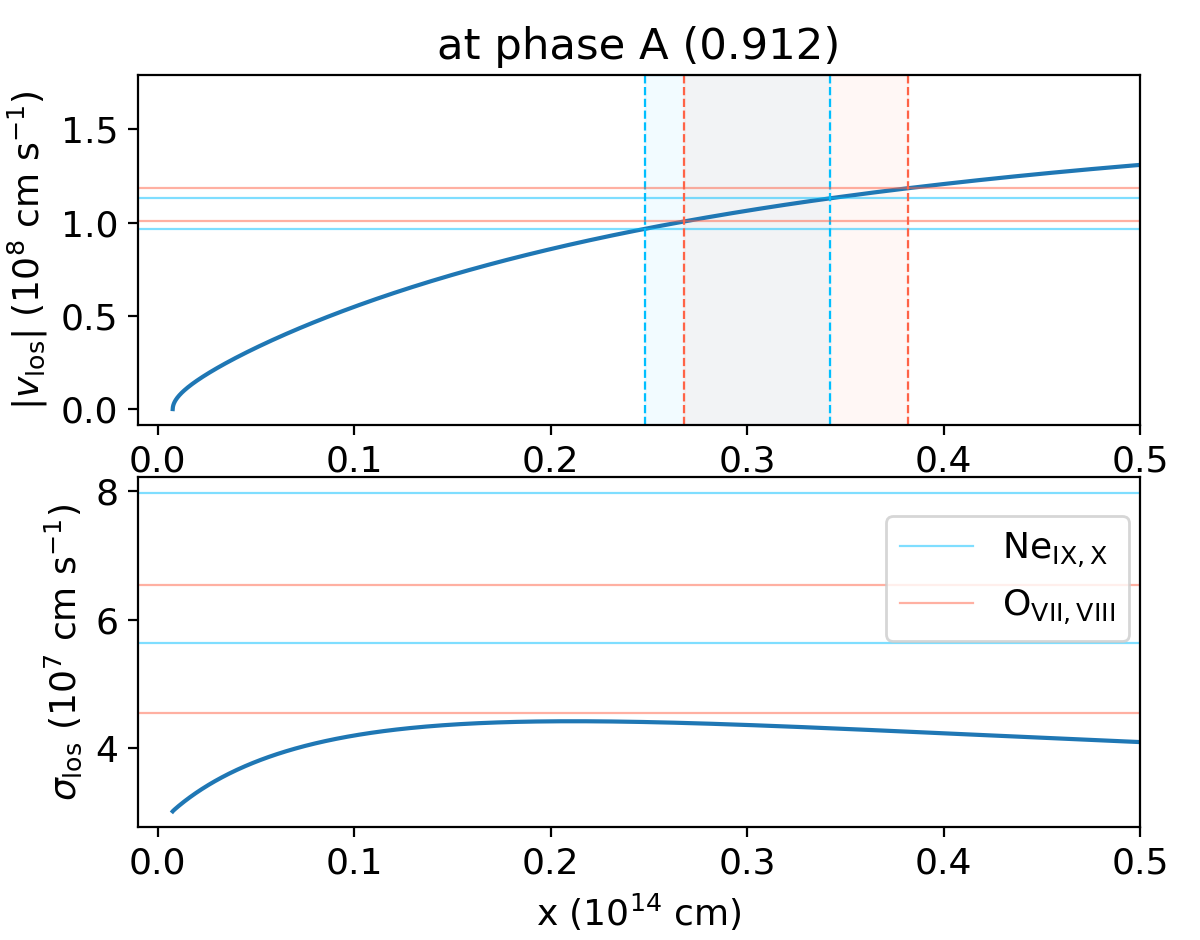 at phase A (0.912)
|v_los| (10^8 cm s^−1)
1.5
1.0
0.5
0.0
0.0 0.1 0.2 0.3 0.4 0.5
σ_los (10^7 cm s^−1)
8
6
4
Ne_IX, X
O_VII, VIII
0.0 0.1 0.2 0.3 0.4 0.5
x (10^14 cm)